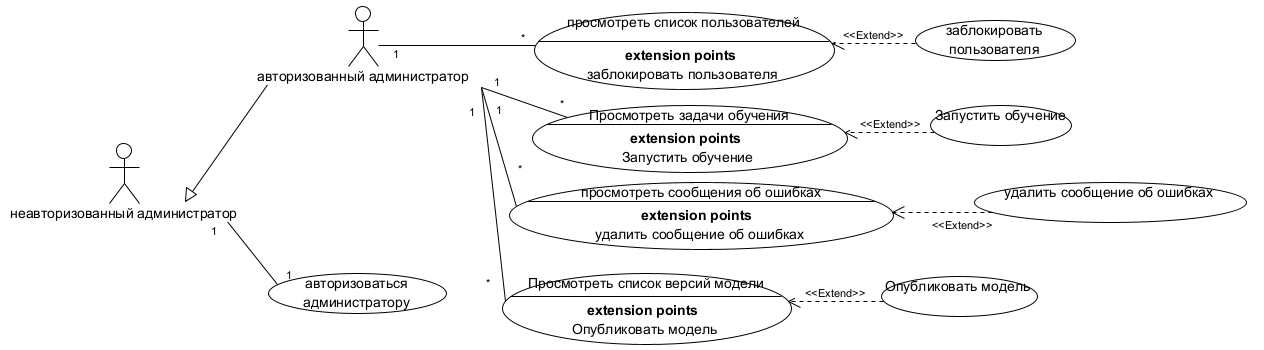 просмотреть список пользователей
extension points
заблокировать пользователя
<<Extend>>
заблокировать
пользователя
1
*
авторизованный администратор
1
1
1
*
Просмотреть задачи обучения
extension points
Запустить обучение
<<Extend>>
Запустить обучение
*
просмотреть сообщения об ошибках
extension points
удалить сообщение об ошибках
<<Extend>>
удалить сообщение об ошибках
неавторизованный администратор
1
1
авторизоваться
администратору
*
Просмотреть список версий модели
extension points
Опубликовать модель
<<Extend>>
Опубликовать модель